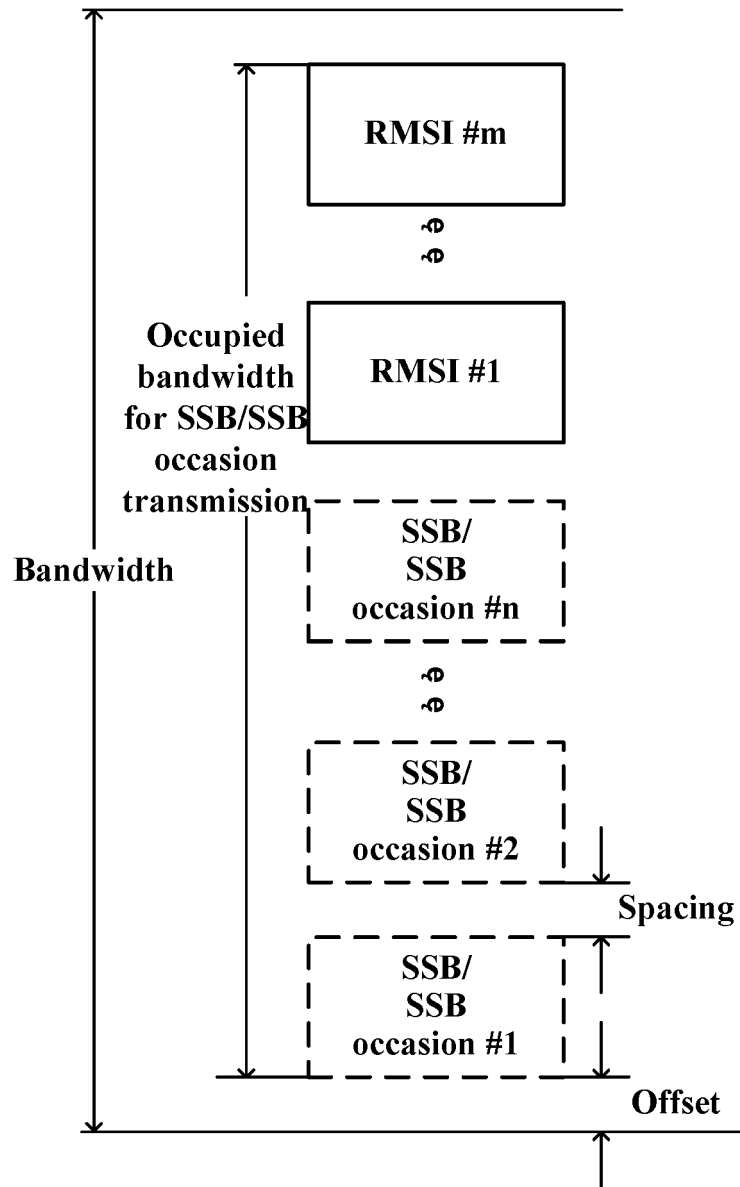 RMSI #m
ҩ ҩ
RMSI #1
Occupied
bandwidth
for SSB/SSB
occasion
transmission
SSB/
SSB
occasion #n
Bandwidth
ҩ ҩ
SSB/
SSB
occasion #2
Spacing
SSB/
SSB
occasion #1
Offset